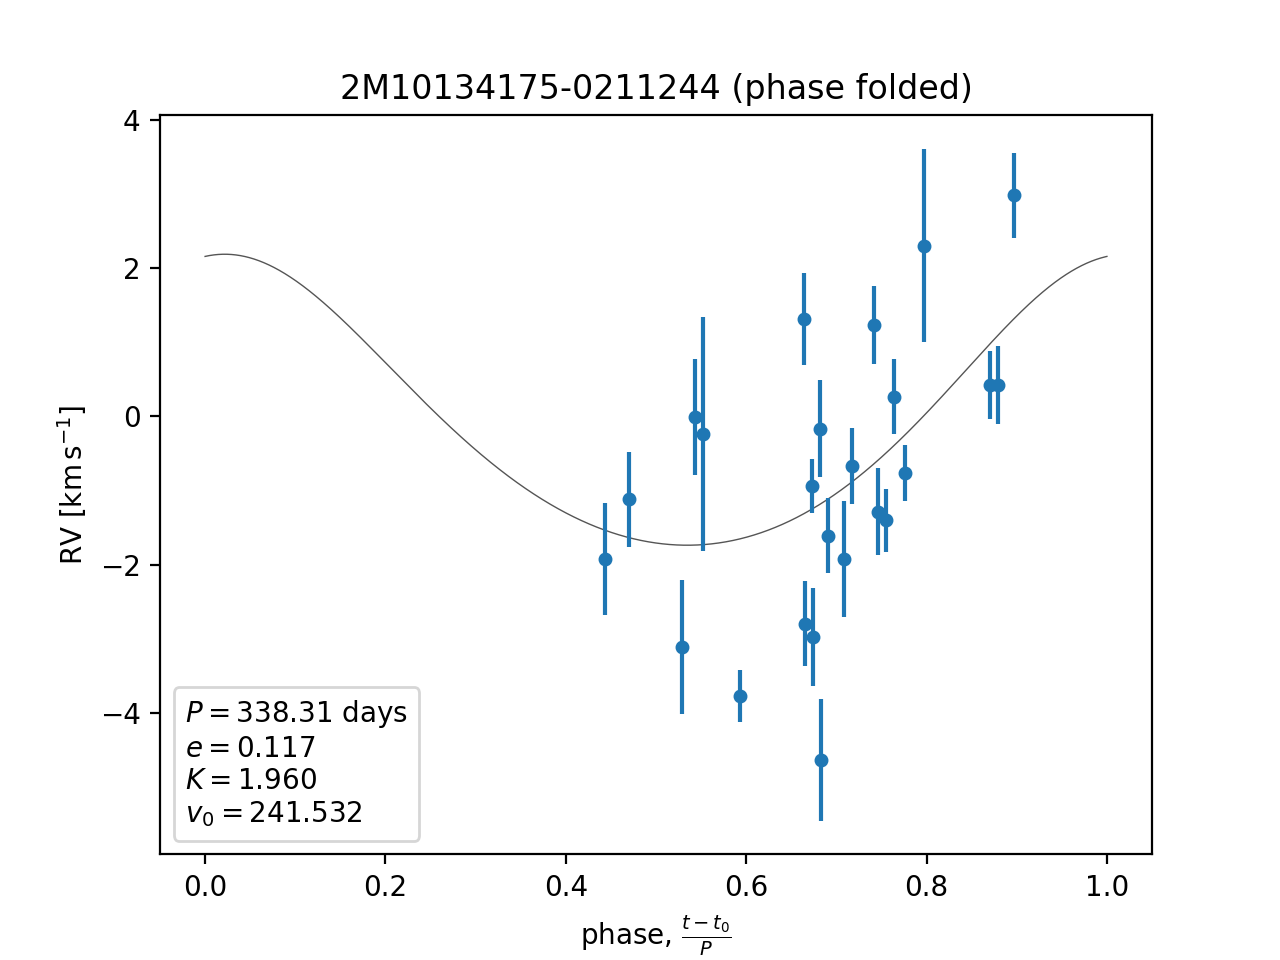 2M10134175-0211244 (phase folded)
4
2
0
−2
−4
RV [km s⁻¹]
P = 338.31 days
e = 0.117
K = 1.960
v₀ = 241.532
0.0 0.2 0.4 0.6 0.8 1.0
phase, (t − t₀)/P